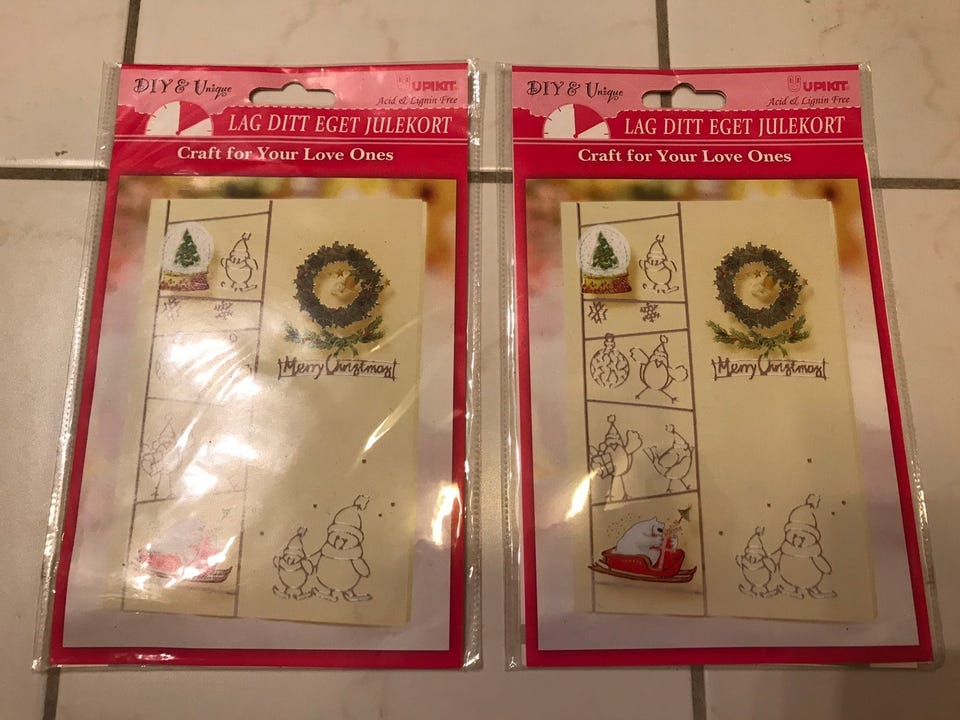 DIY & Unique
UPIKIT
Acid & Lignin Free
LAG DITT EGET JULEKORT
Craft for Your Love Ones
Merry Christmas
DIY & Unique
UPIKIT
Acid & Lignin Free
LAG DITT EGET JULEKORT
Craft for Your Love Ones
Merry Christmas